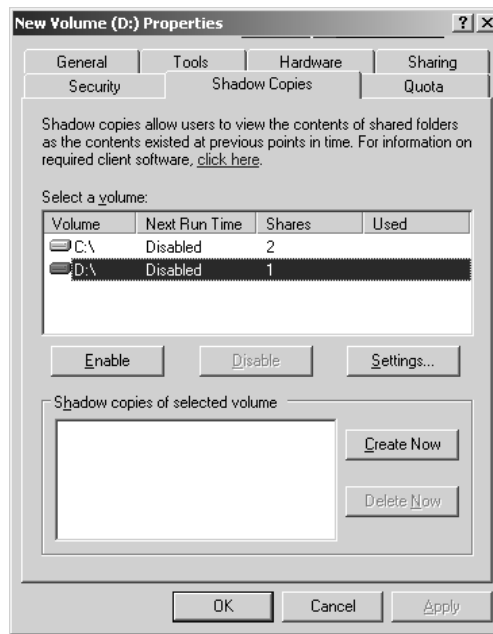 New Volume (D:) Properties
General Tools Hardware Sharing
Security Shadow Copies Quota
Shadow copies allow users to view the contents of shared folders
as the contents existed at previous points in time. For information on
required client software, click here.
Select a volume:
Volume Next Run Time Shares Used
C:\ Disabled 2
D:\ Disabled 1
Enable Disable Settings...
Shadow copies of selected volume
Create Now
Delete Now
OK Cancel Apply